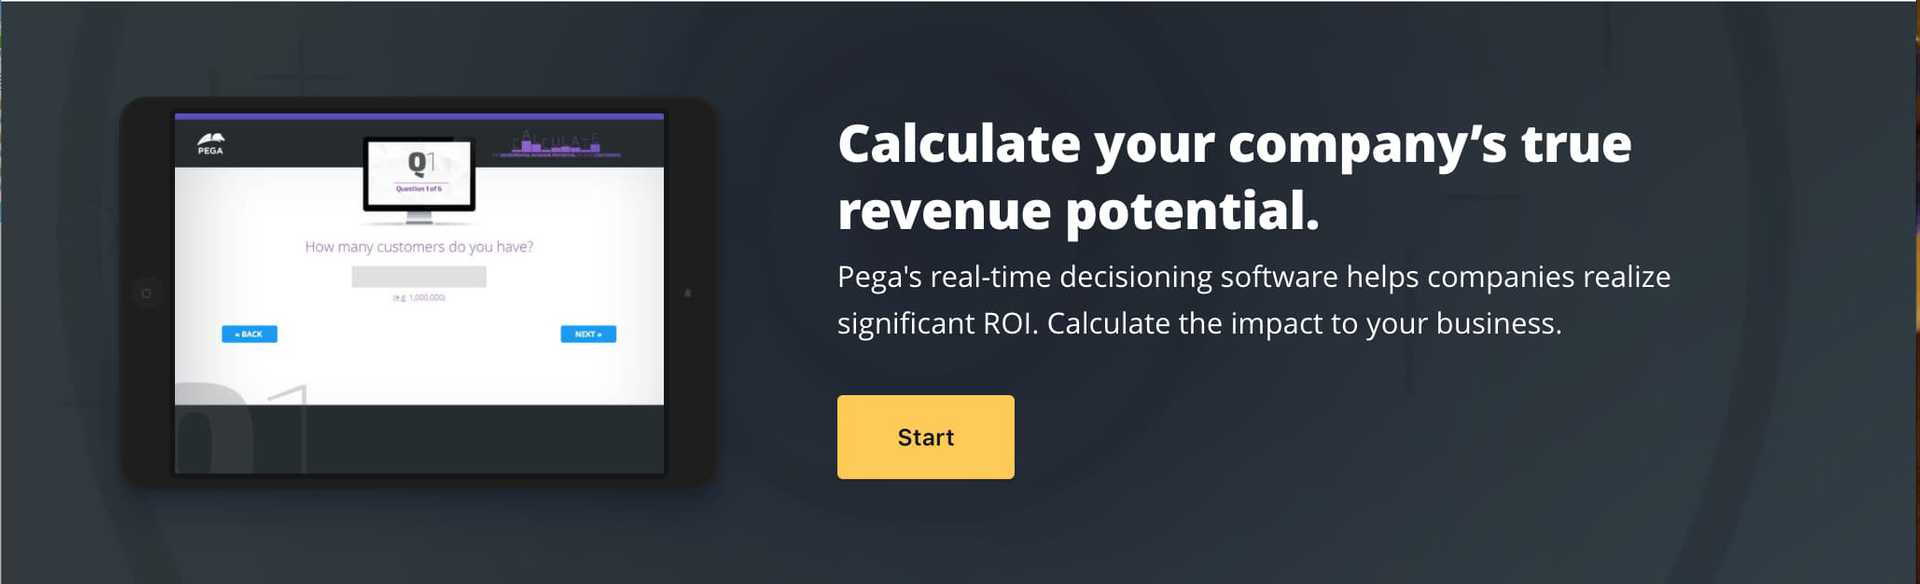 PEGA
CALCULATE
Q1
Question 1 of 6
How many customers do you have?
(e.g. 1,000,000)
« BACK
NEXT »
Q1
Calculate your company’s true
revenue potential.
Pega's real-time decisioning software helps companies realize
significant ROI. Calculate the impact to your business.
Start